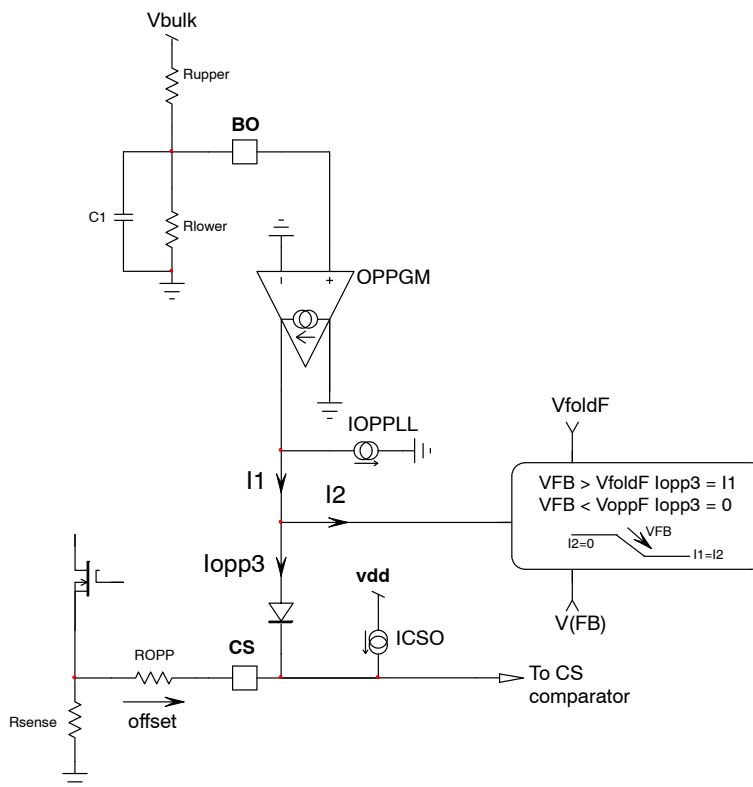 Vbulk
Rupper
BO
C1
Rlower
- +
OPPGM
IOPPLL
I1
I2
VfoldF
VFB > VfoldF Iopp3 = I1
VFB < VoppF Iopp3 = 0
VFB
I2=0
I1=I2
Iopp3
vdd
V(FB)
ICSO
ROPP
CS
To CS
comparator
offset
Rsense